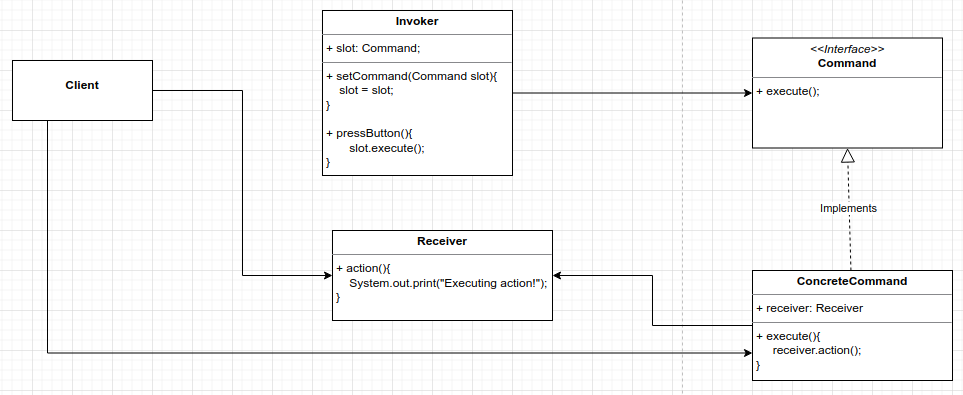 Client
Invoker
+ slot: Command;
+ setCommand(Command slot){
slot = slot;
}
+ pressButton(){
slot.execute();
}
<<Interface>>
Command
+ execute();
Implements
Receiver
+ action(){
System.out.print("Executing action!");
}
ConcreteCommand
+ receiver: Receiver
+ execute(){
receiver.action();
}